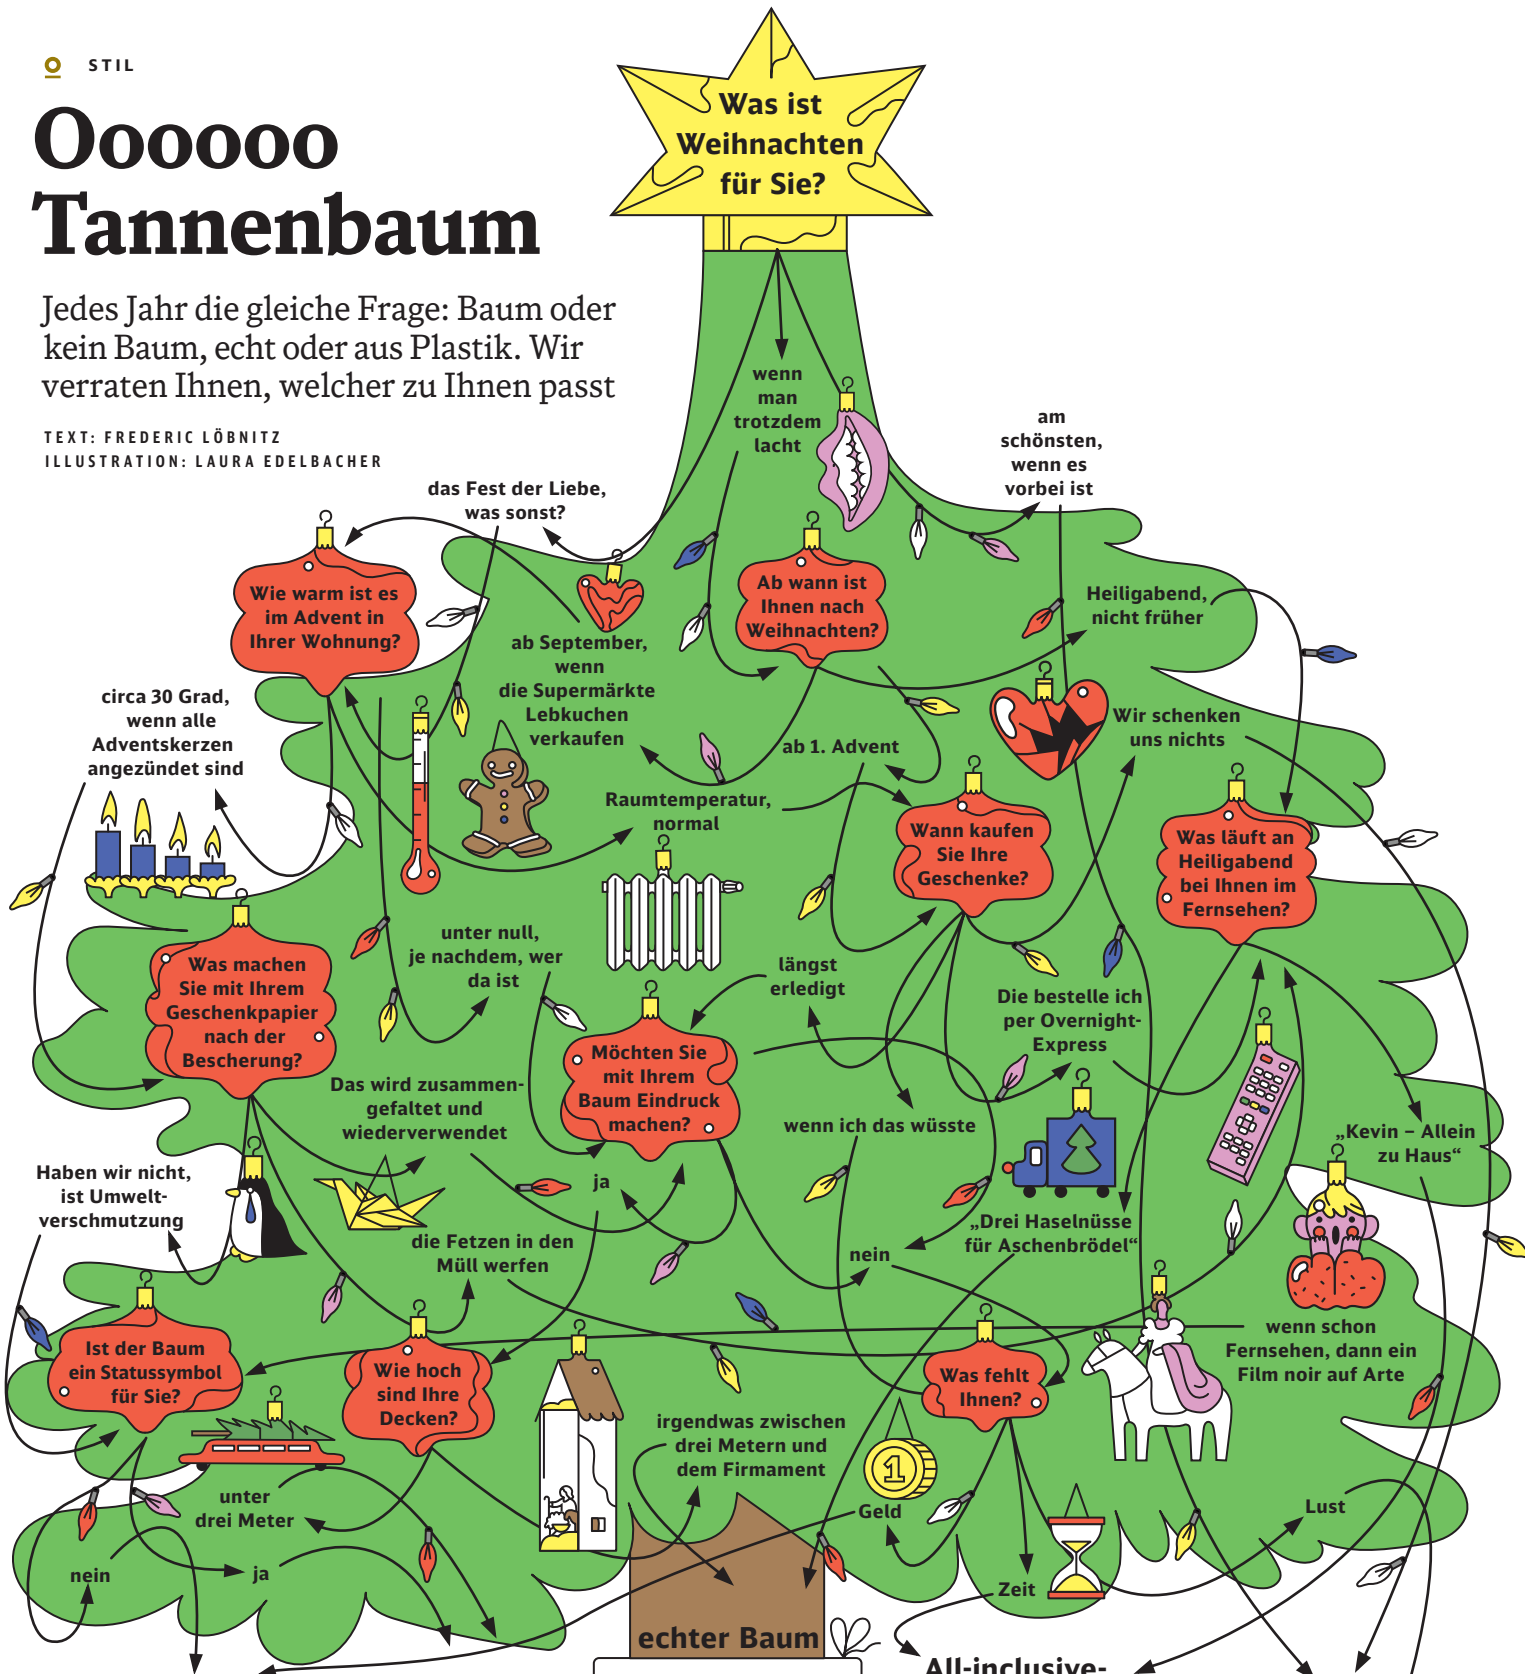 STIL
Oooooo
Tannenbaum
Jedes Jahr die gleiche Frage: Baum oder
kein Baum, echt oder aus Plastik. Wir
verraten Ihnen, welcher zu Ihnen passt
TEXT: FREDERIC LÖBNITZ
ILLUSTRATION: LAURA EDELBACHER
Was ist
Weihnachten
für Sie?
wenn
man
trotzdem
lacht
am
schönsten,
wenn es
vorbei ist
das Fest der Liebe,
was sonst?
Wie warm ist es
im Advent in
Ihrer Wohnung?
Ab wann ist
Ihnen nach
Weihnachten?
Heiligabend,
nicht früher
ab September,
wenn
die Supermärkte
Lebkuchen
verkaufen
circa 30 Grad,
wenn alle
Adventskerzen
angezündet sind
ab 1. Advent
Wir schenken
uns nichts
Raumtemperatur,
normal
Wann kaufen
Sie Ihre
Geschenke?
Was läuft an
Heiligabend
bei Ihnen im
Fernsehen?
Was machen
Sie mit Ihrem
Geschenkpapier
nach der
Bescherung?
unter null,
je nachdem, wer
da ist
längst
erledigt
Die bestelle ich
per Overnight-
Express
Möchten Sie
mit Ihrem
Baum Eindruck
machen?
Das wird zusammen-
gefaltet und
wiederverwendet
wenn ich das wüsste
„Kevin – Allein
zu Haus“
Haben wir nicht,
ist Umwelt-
verschmutzung
ja
„Drei Haselnüsse
für Aschenbrödel“
die Fetzen in den
Müll werfen
nein
Ist der Baum
ein Statussymbol
für Sie?
Wie hoch
sind Ihre
Decken?
Was fehlt
Ihnen?
wenn schon
Fernsehen, dann ein
Film noir auf Arte
irgendwas zwischen
drei Metern und
dem Firmament
1
unter
drei Meter
Geld
Lust
nein
ja
Zeit
echter Baum
All-inclusive-